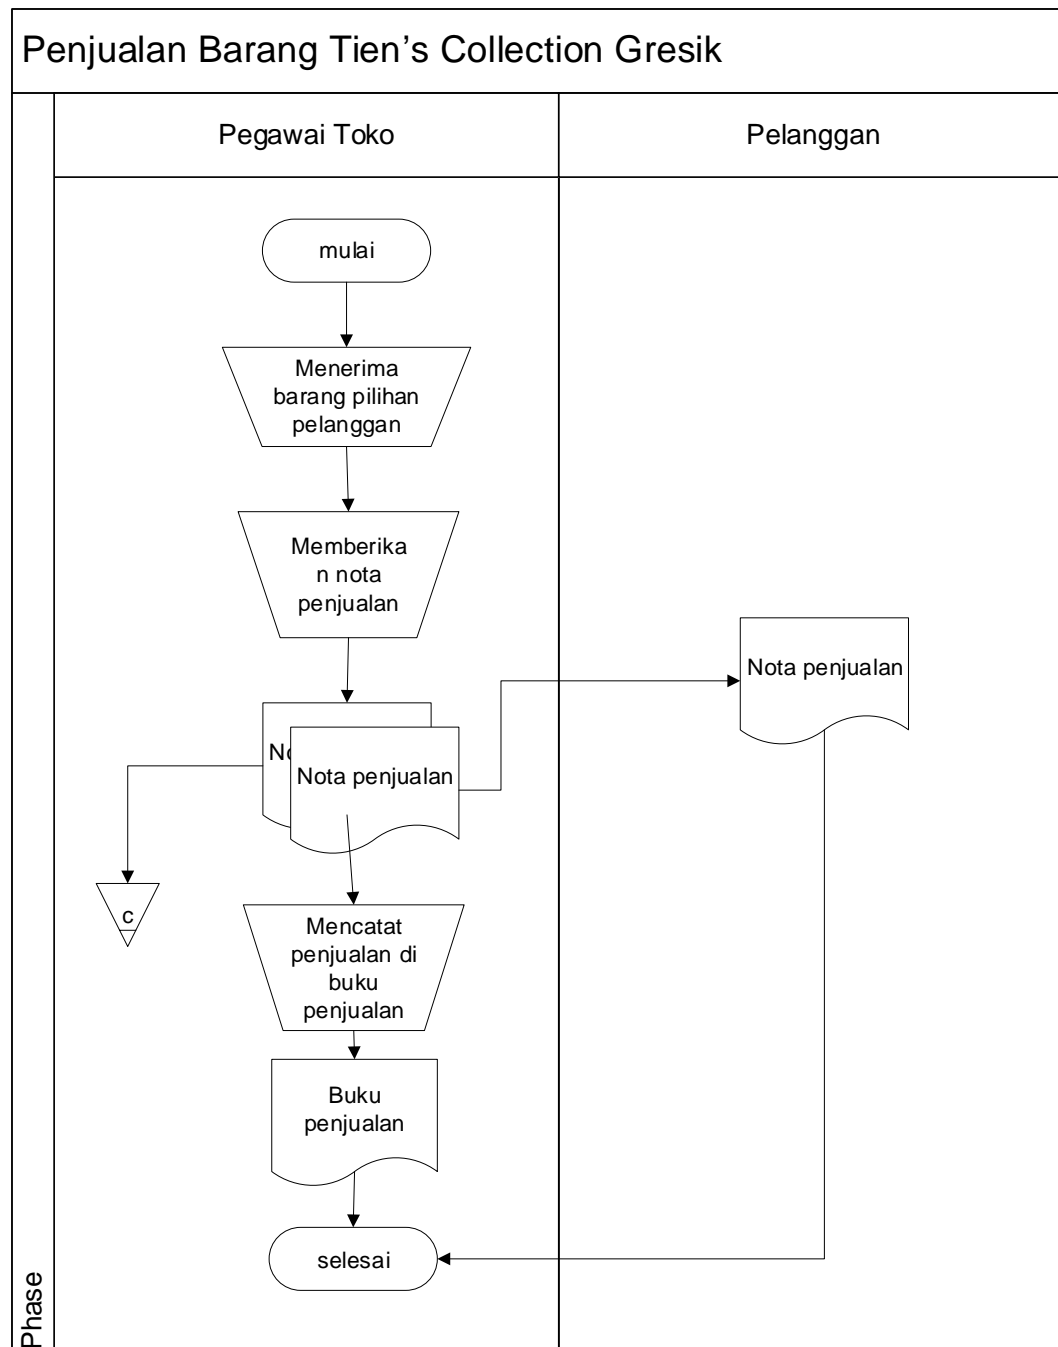 Penjualan Barang Tien's Collection Gresik
Pegawai Toko
Pelanggan
mulai
Menerima
barang pilihan
pelanggan
Memberika
n nota
penjualan
Nota penjualan
Nota penjualan
c
Mencatat
penjualan di
buku
penjualan
Buku
penjualan
selesai
Phase